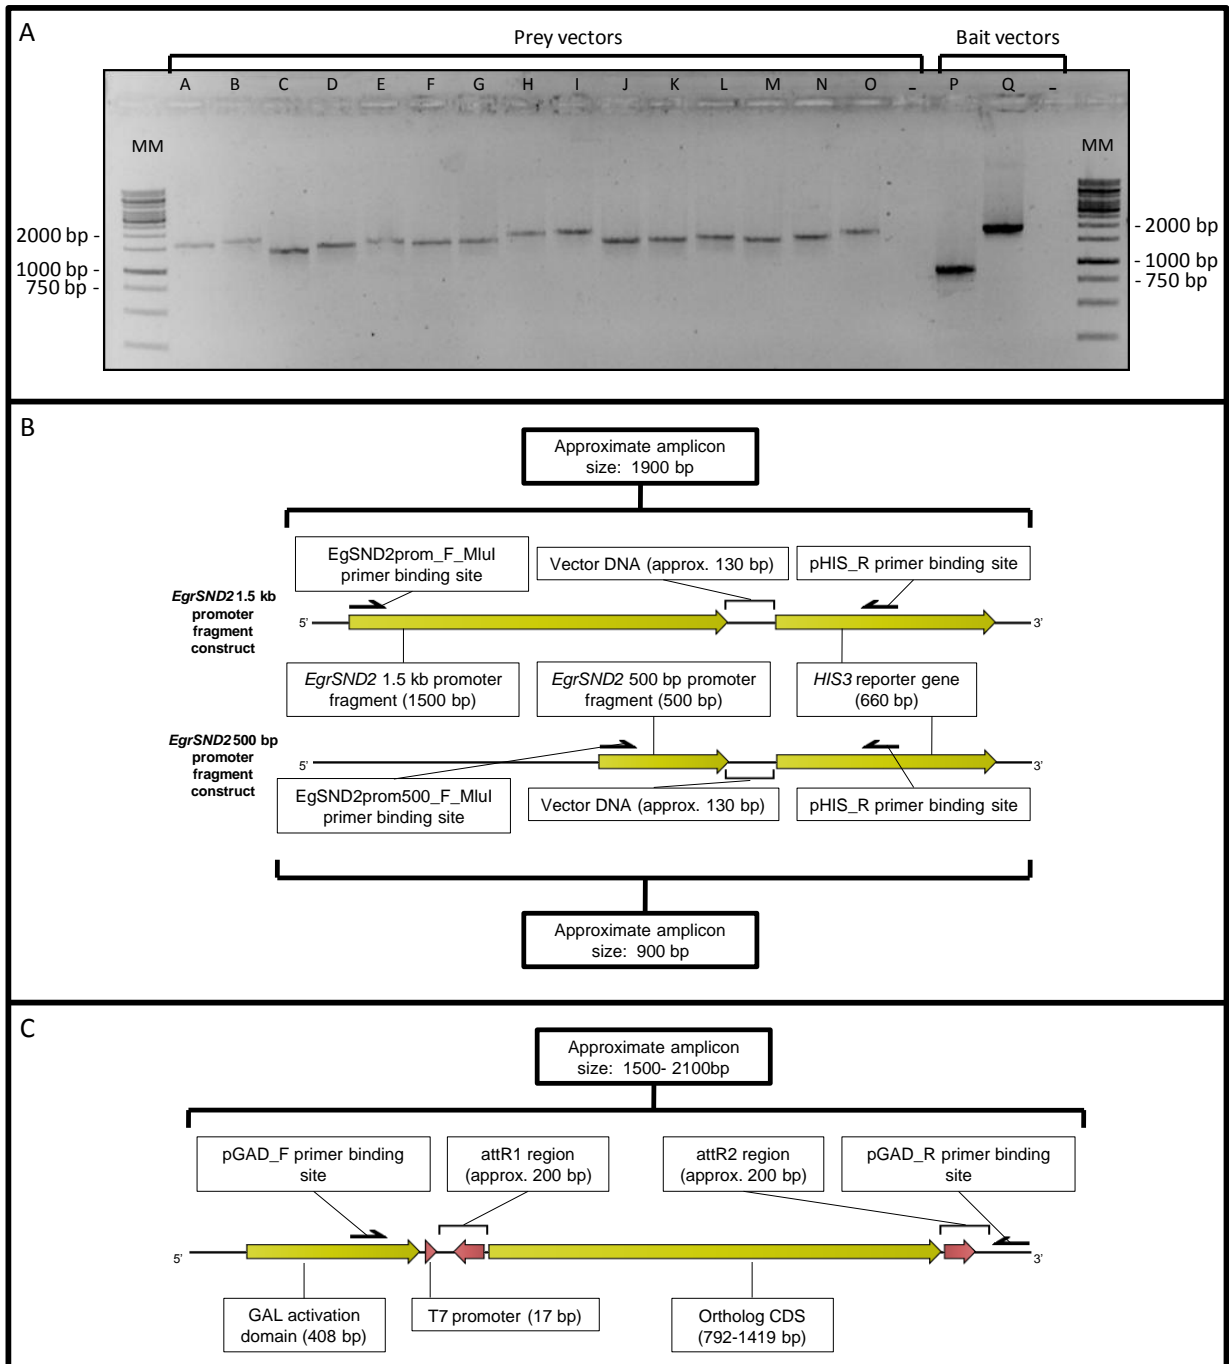 A
Prey vectors
Bait vectors
A B C D E F G H I J K L M N O – P Q –
MM
MM
2000 bp -
1000 bp -
750 bp -
- 2000 bp
- 1000 bp
- 750 bp
B
Approximate amplicon
size: 1900 bp
EgSND2prom_F_MluI
primer binding site
Vector DNA (approx. 130 bp)
pHIS_R primer binding
site
EgrSND2 1.5 kb
promoter
fragment
construct
5’
3’
EgrSND2 1.5 kb promoter
fragment (1500 bp)
EgrSND2 500 bp promoter
fragment (500 bp)
HIS3 reporter gene
(660 bp)
EgrSND2 500 bp
promoter
fragment
construct
5’
3’
EgSND2prom500_F_MluI
primer binding site
Vector DNA (approx. 130 bp)
pHIS_R primer binding
site
Approximate amplicon
size: 900 bp
C
Approximate amplicon
size: 1500- 2100bp
pGAD_F primer binding
site
attR1 region
(approx. 200 bp)
attR2 region
(approx. 200 bp)
pGAD_R primer binding
site
5’
3’
GAL activation
domain (408 bp)
T7 promoter (17 bp)
Ortholog CDS
(792-1419 bp)